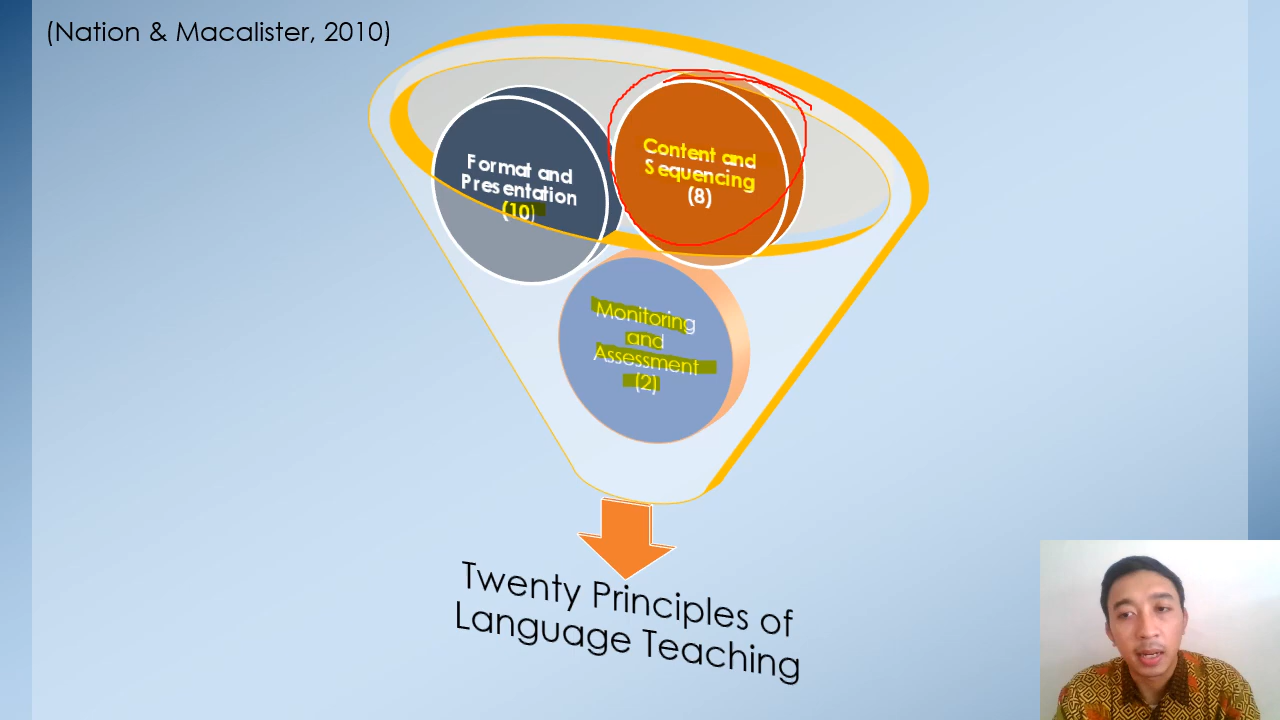 (Nation & Macalister, 2010)
Format and
Presentation
(10)
Content and
Sequencing
(8)
Monitoring
and
Assessment
(2)
Twenty Principles of
Language Teaching